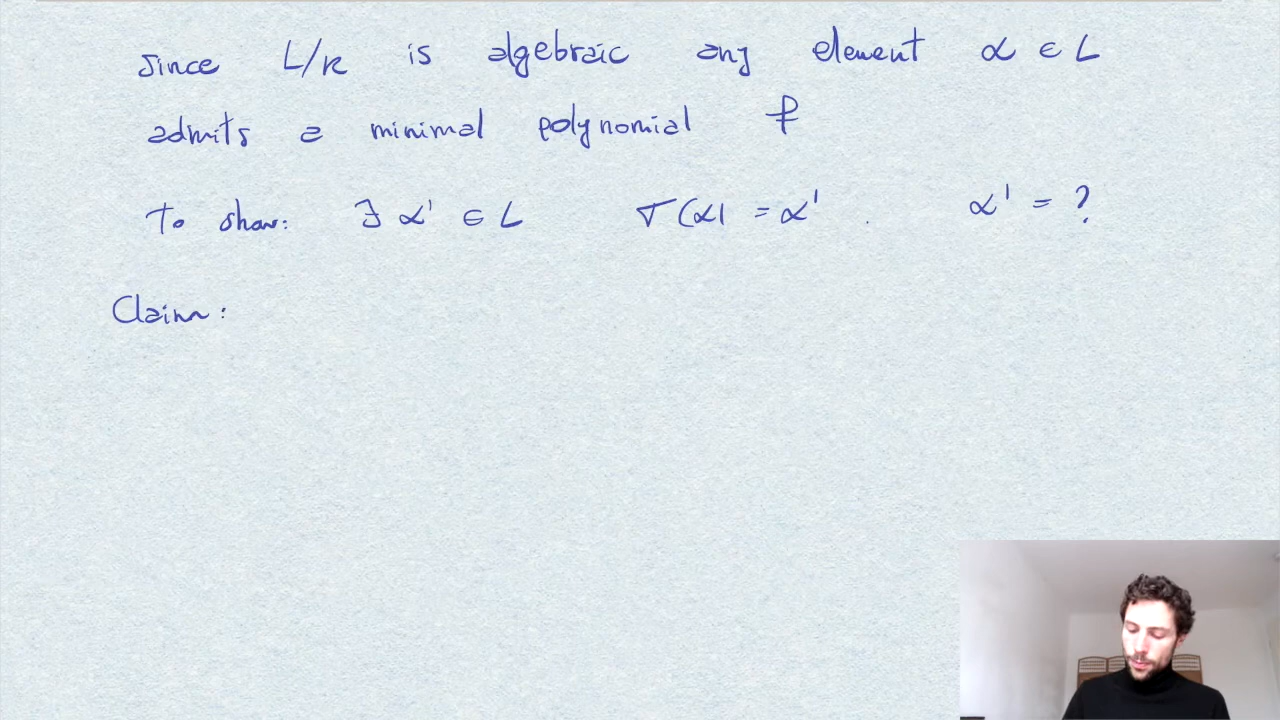 since L/K is algebraic any element α ∈ L
admits a minimal polynomial f
To show: ∃ α' ∈ L σ(α) = α' . α' = ?
Claim: